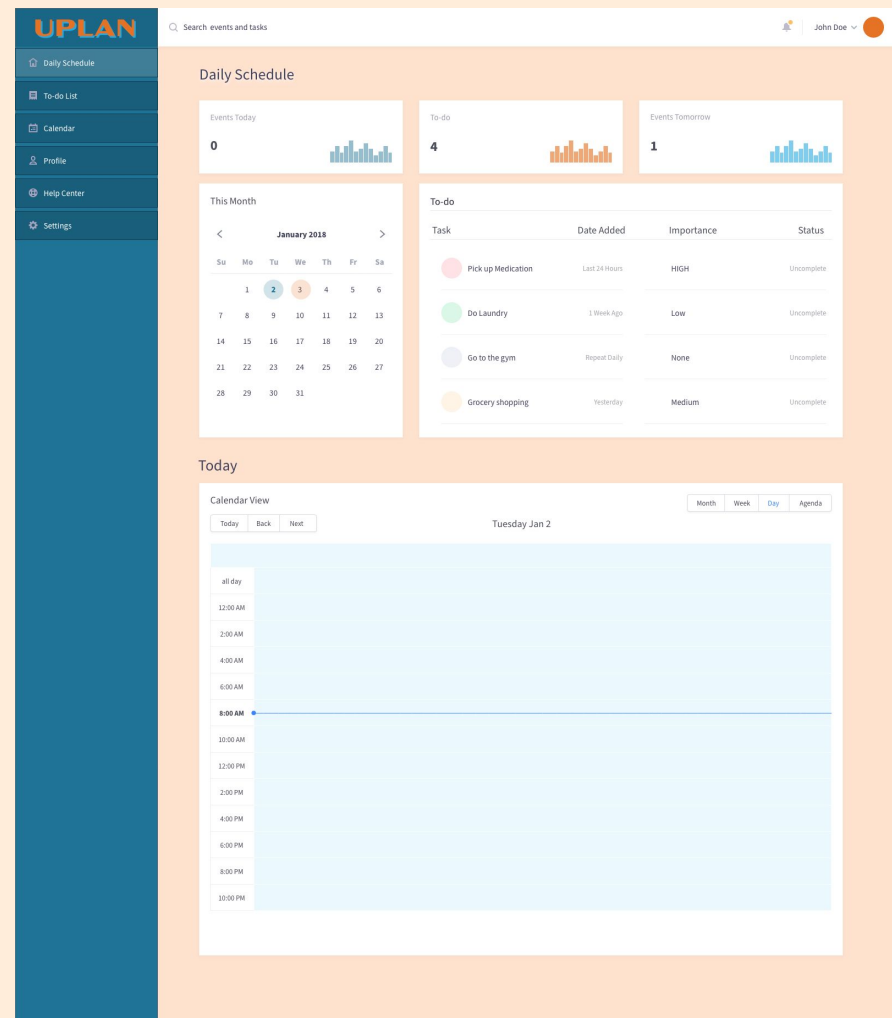 UPLAN
Search events and tasks
John Doe
Daily Schedule
To-do List
Calendar
Profile
Help Center
Settings
Daily Schedule
Events Today
0
To-do
4
Events Tomorrow
1
This Month
January 2018
Su Mo Tu We Th Fr Sa
1 2 3 4 5 6
7 8 9 10 11 12 13
14 15 16 17 18 19 20
21 22 23 24 25 26 27
28 29 30 31
To-do
Task Date Added Importance Status
Pick up Medication Last 24 Hours HIGH Uncomplete
Do Laundry 1 Week Ago Low Uncomplete
Go to the gym Repeat Daily None Uncomplete
Grocery shopping Yesterday Medium Uncomplete
Today
Calendar View
Month Week Day Agenda
Today Back Next
Tuesday Jan 2
all day
12:00 AM
2:00 AM
4:00 AM
6:00 AM
8:00 AM
10:00 AM
12:00 PM
2:00 PM
4:00 PM
6:00 PM
8:00 PM
10:00 PM